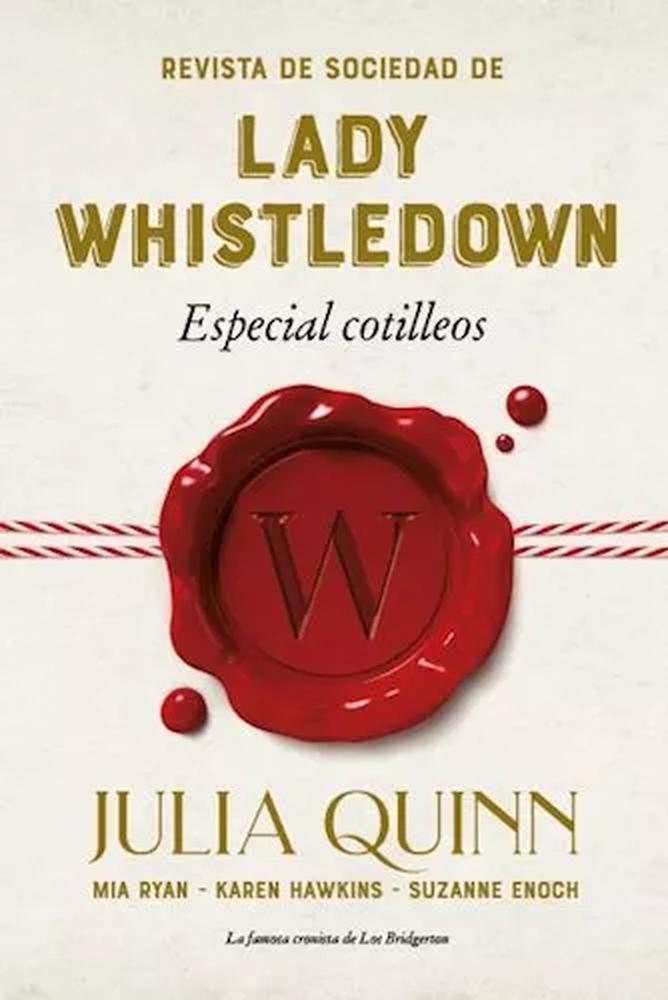 REVISTA DE SOCIEDAD DE
LADY
WHISTLEDOWN
Especial cotilleos
W
JULIA QUINN
MIA RYAN - KAREN HAWKINS - SUZANNE ENOCH
La famosa cronista de Los Bridgerton